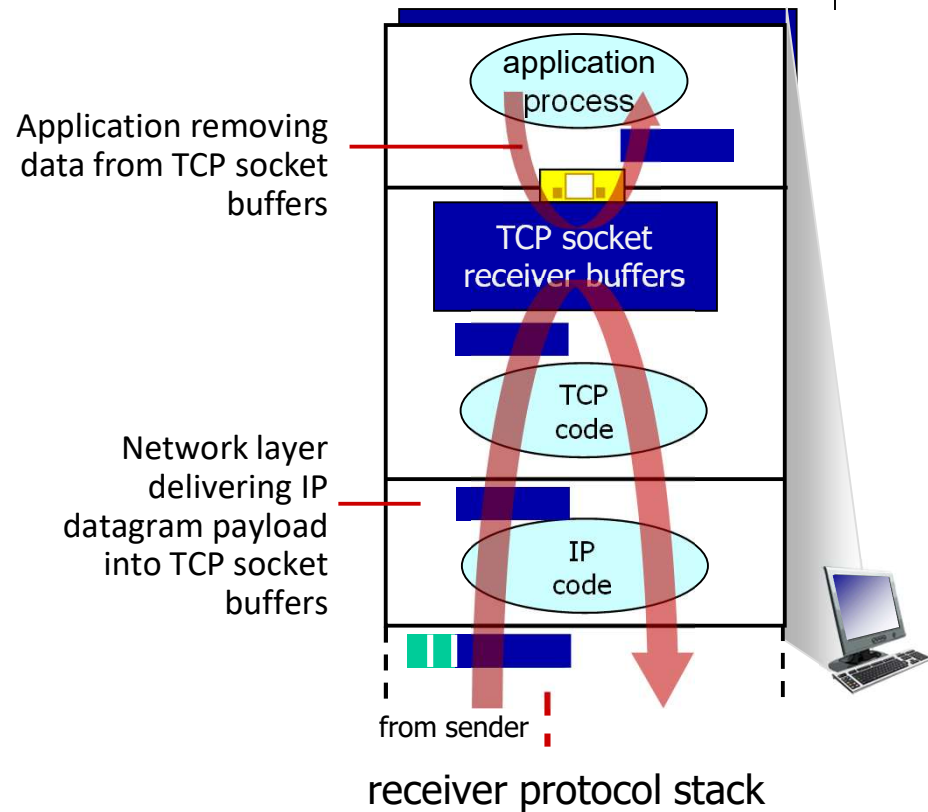 application
process
Application removing
data from TCP socket
buffers
TCP socket
receiver buffers
TCP
code
Network layer
delivering IP
datagram payload
into TCP socket
buffers
IP
code
from sender
receiver protocol stack